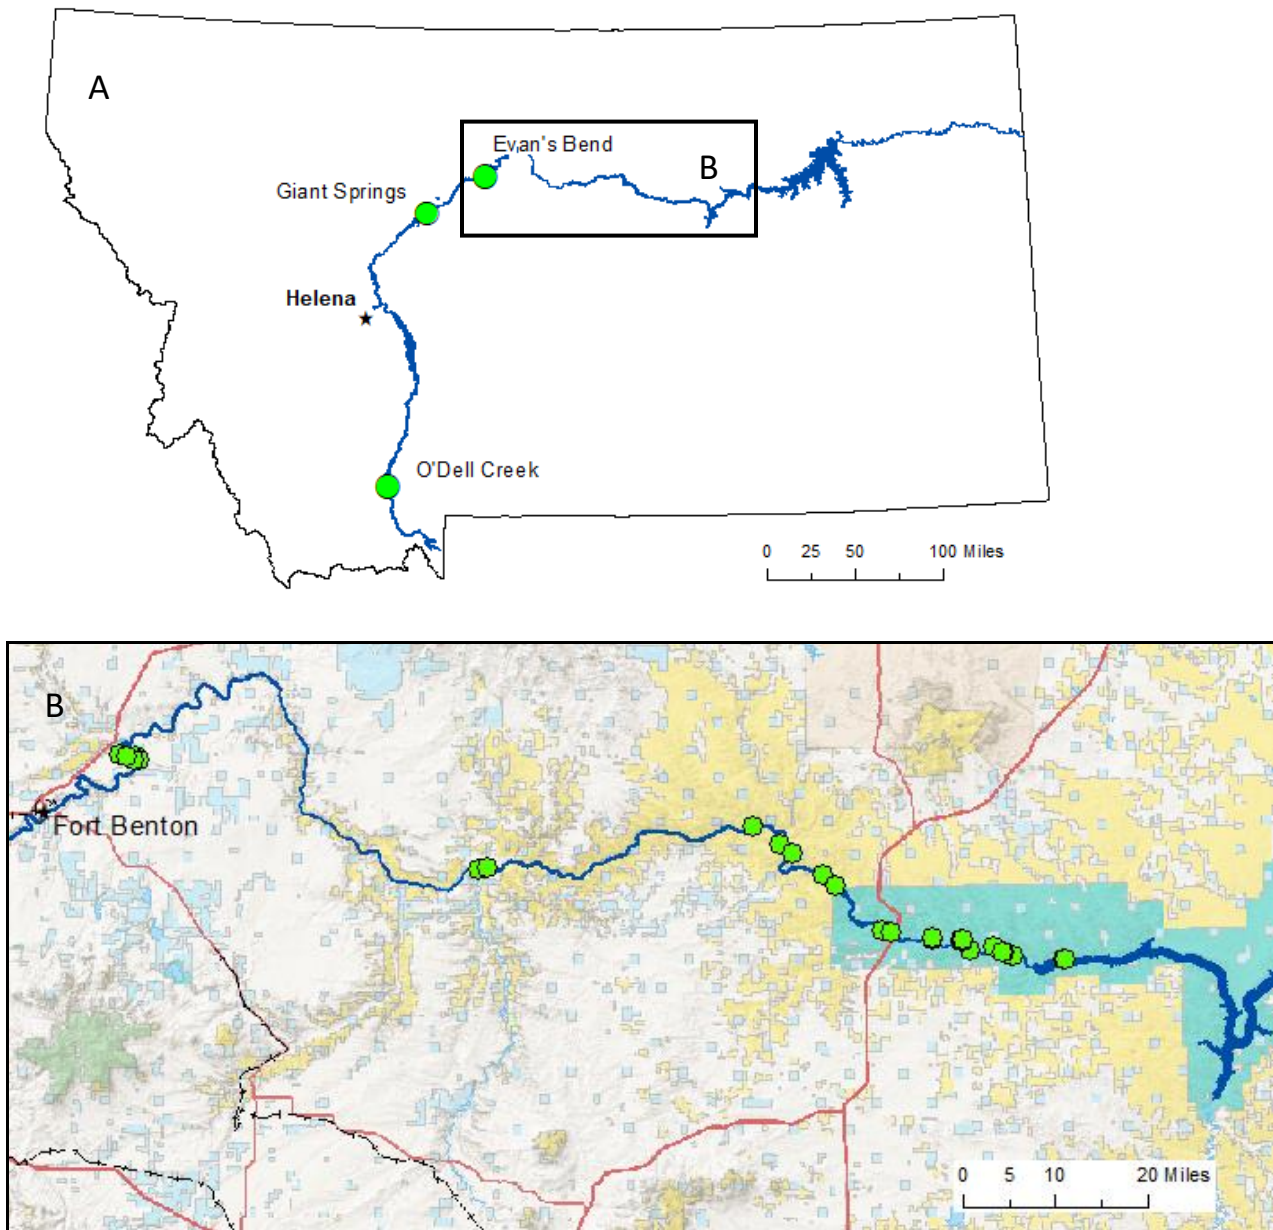 A
Evan's Bend
B
Giant Springs
Helena
O'Dell Creek
0 25 50 100 Miles
B
Fort Benton
0 5 10 20 Miles